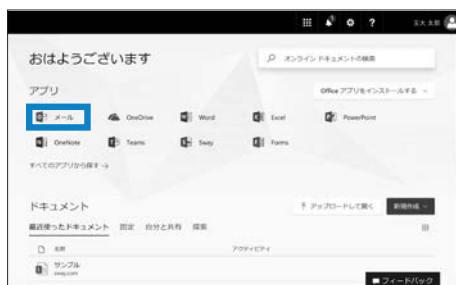 ?
玉大 太郎
おはようございます
オンライン ドキュメントの検索
アプリ
Office アプリをインストールする
メール
OneDrive
Word
Excel
PowerPoint
OneNote
Teams
Sway
Forms
すべてのアプリから探す →
ドキュメント
アップロードして開く
新規作成
最近使ったドキュメント 固定 自分と共有 探索
名前
アクティビティ
サンプル
sway.com
フィードバック